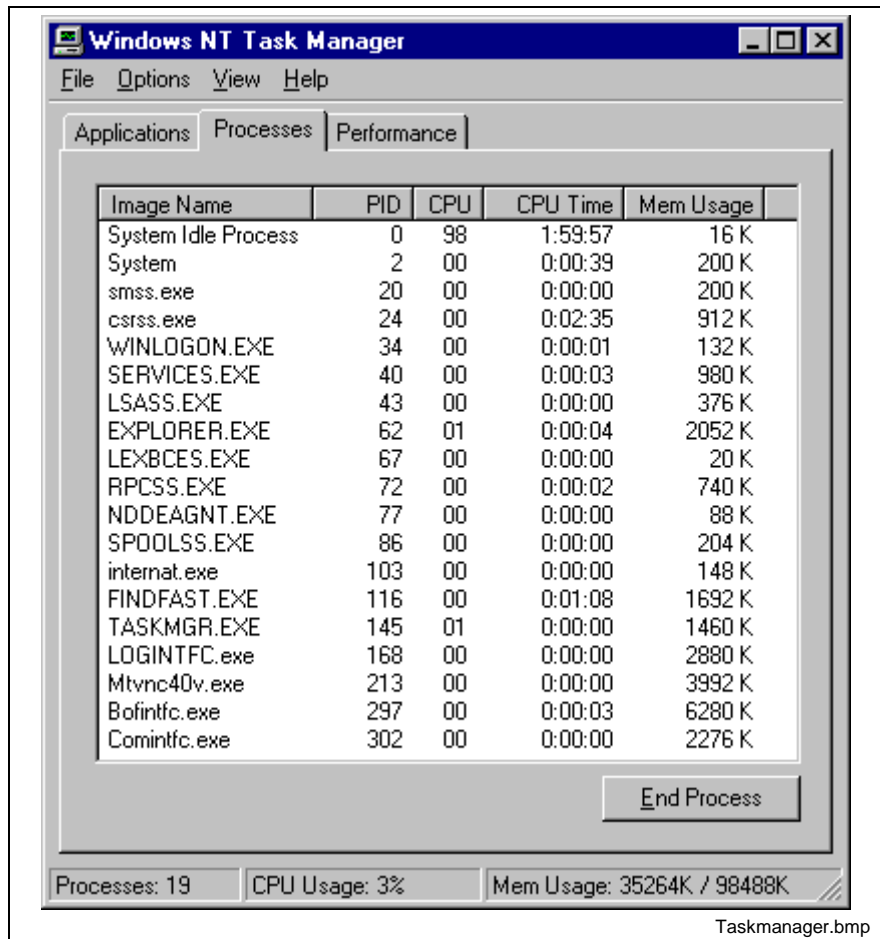 Windows NT Task Manager
File Options View Help
Applications Processes Performance
Image Name PID CPU CPU Time Mem Usage
System Idle Process 0 98 1:59:57 16 K
System 2 00 0:00:39 200 K
smss.exe 20 00 0:00:00 200 K
csrss.exe 24 00 0:02:35 912 K
WINLOGON.EXE 34 00 0:00:01 132 K
SERVICES.EXE 40 00 0:00:03 980 K
LSASS.EXE 43 00 0:00:00 376 K
EXPLORER.EXE 62 01 0:00:04 2052 K
LEXBCES.EXE 67 00 0:00:00 20 K
RPCSS.EXE 72 00 0:00:02 740 K
NDDEAGNT.EXE 77 00 0:00:00 88 K
SPOOLSS.EXE 86 00 0:00:00 204 K
internat.exe 103 00 0:00:00 148 K
FINDFAST.EXE 116 00 0:01:08 1692 K
TASKMGR.EXE 145 01 0:00:00 1460 K
LOGINTFC.exe 168 00 0:00:00 2880 K
Mtvnc40v.exe 213 00 0:00:00 3992 K
Bofintfc.exe 297 00 0:00:03 6280 K
Comintfc.exe 302 00 0:00:00 2276 K
End Process
Processes: 19 CPU Usage: 3% Mem Usage: 35264K / 98488K
Taskmanager.bmp